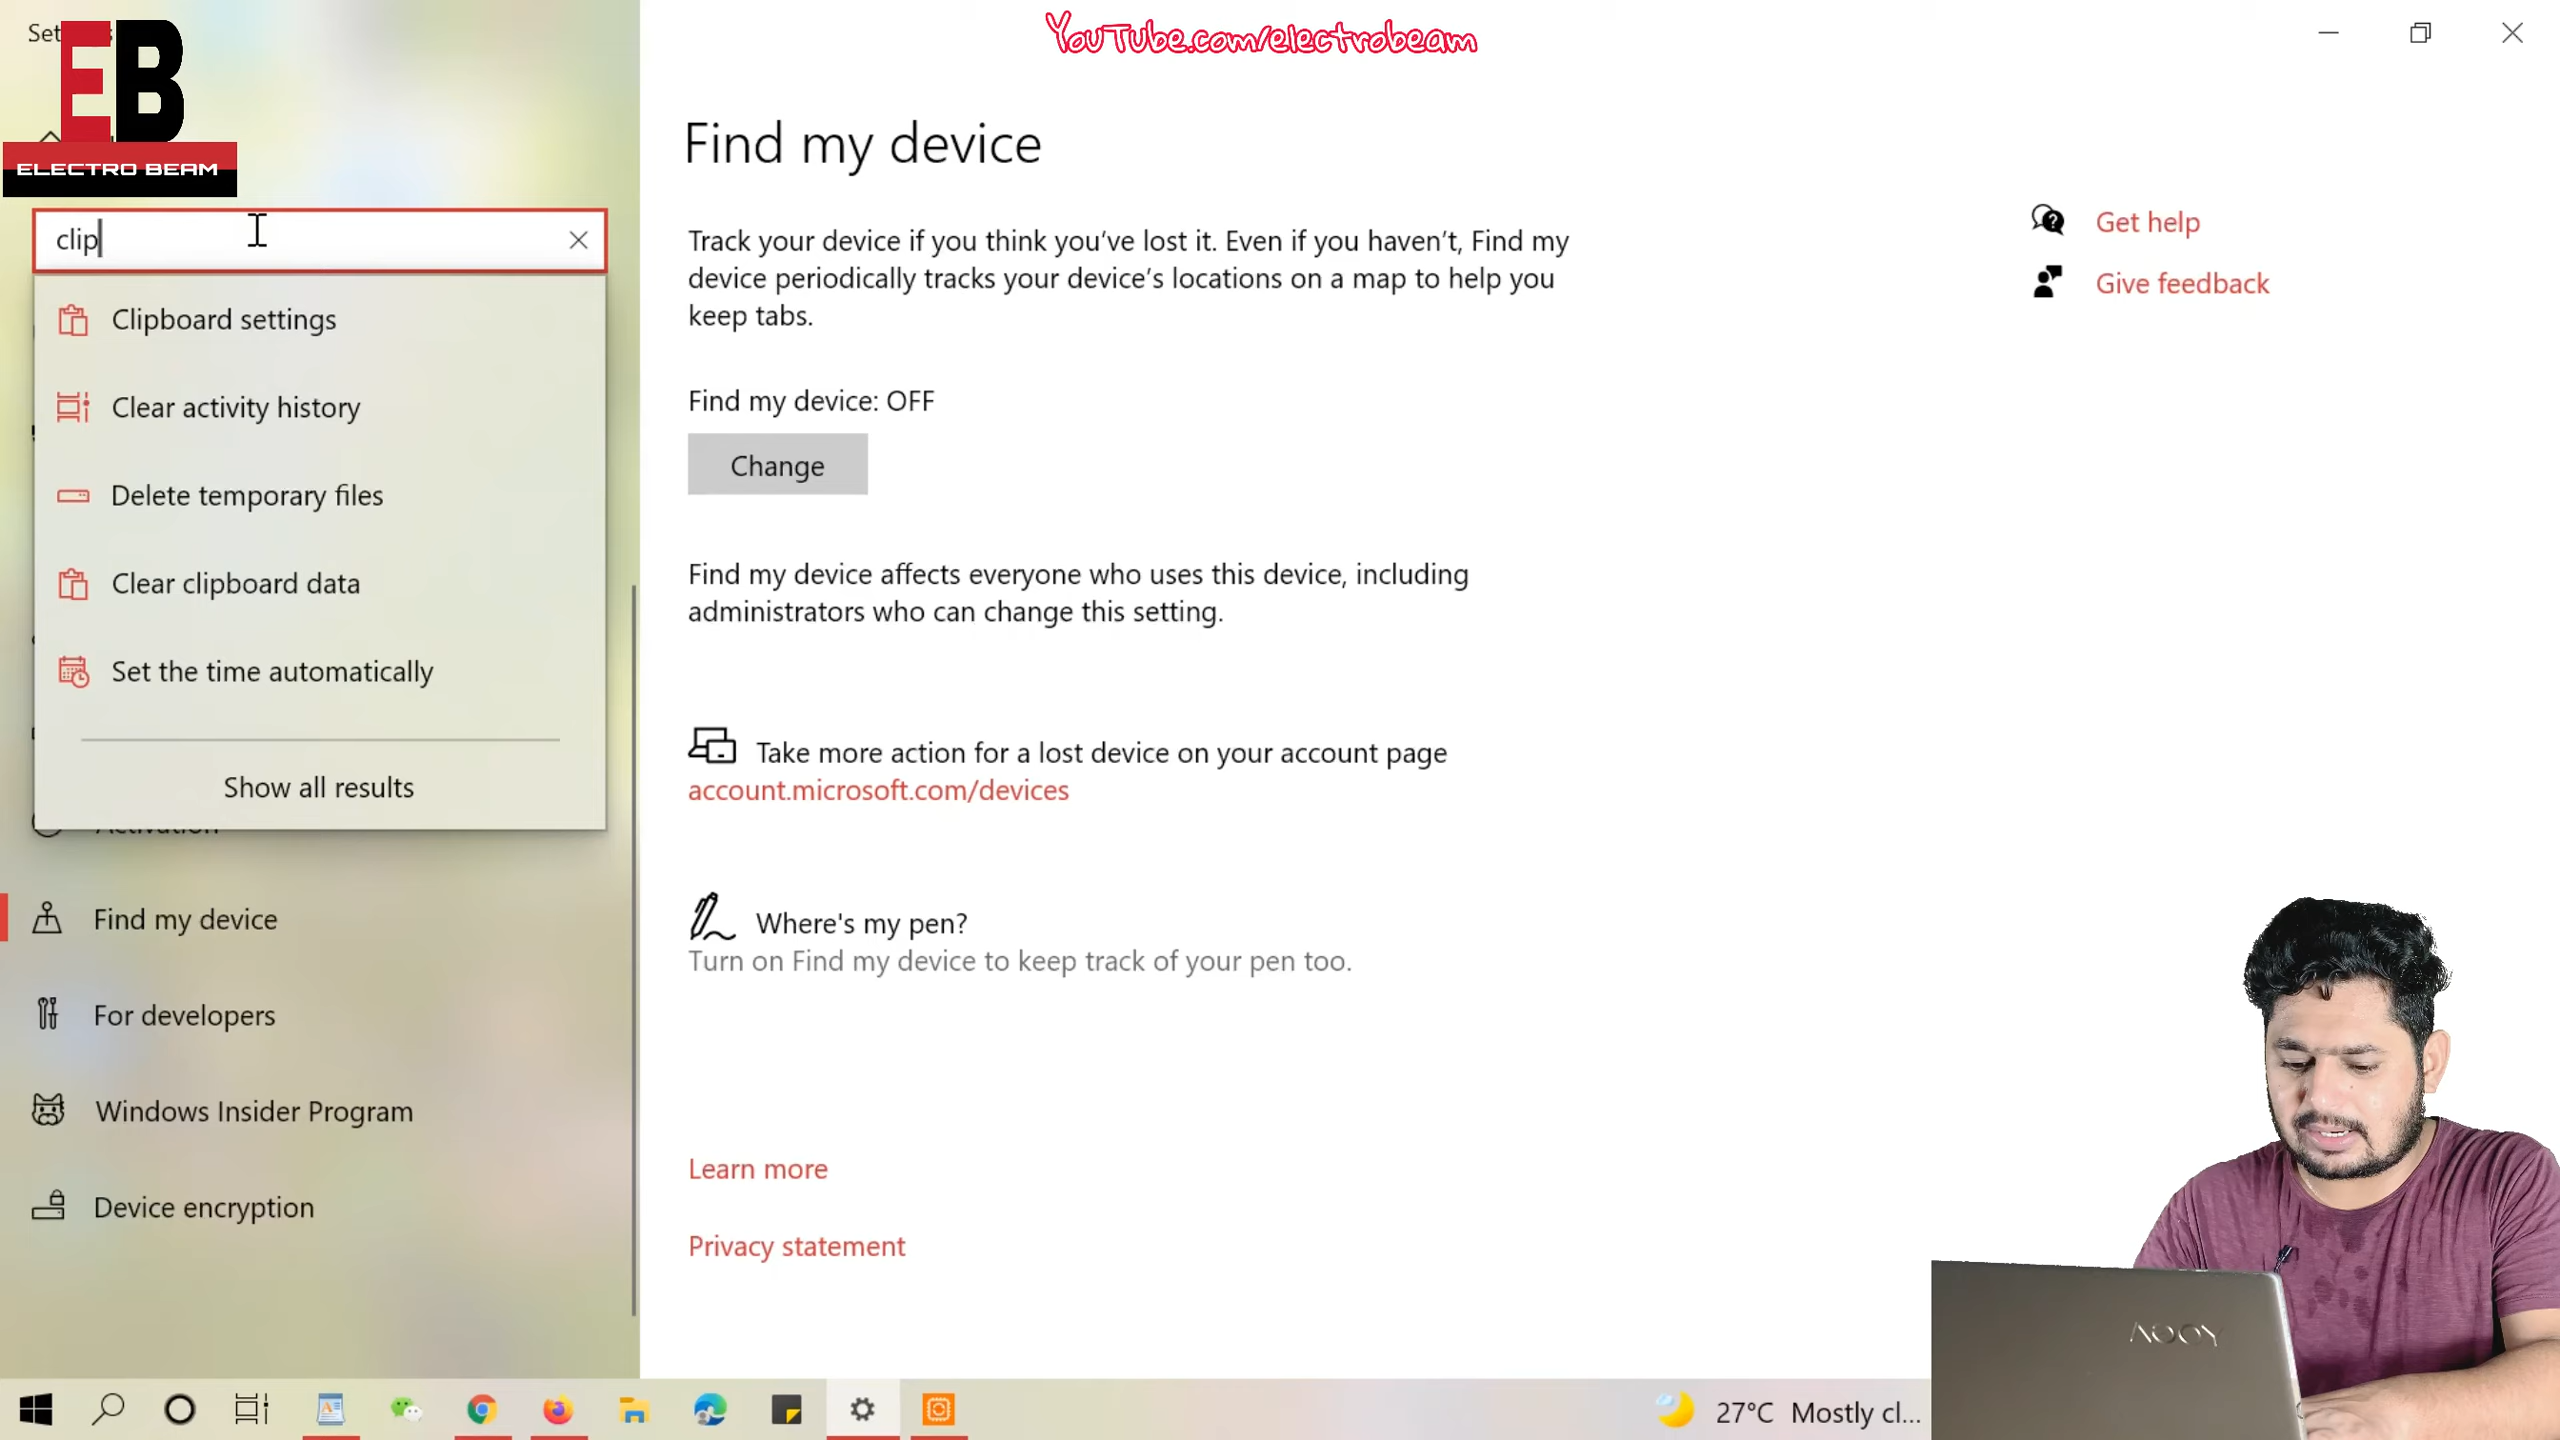 Set
EB
ELECTRO BEAM
YouTube.com/electrobeam
clip
Clipboard settings
Clear activity history
Delete temporary files
Clear clipboard data
Set the time automatically
Show all results
Activation
Find my device
For developers
Windows Insider Program
Device encryption
Find my device
Track your device if you think you've lost it. Even if you haven't, Find my
device periodically tracks your device's locations on a map to help you
keep tabs.
Find my device: OFF
Change
Find my device affects everyone who uses this device, including
administrators who can change this setting.
Take more action for a lost device on your account page
account.microsoft.com/devices
Where's my pen?
Turn on Find my device to keep track of your pen too.
Learn more
Privacy statement
Get help
Give feedback
27°C Mostly cl...